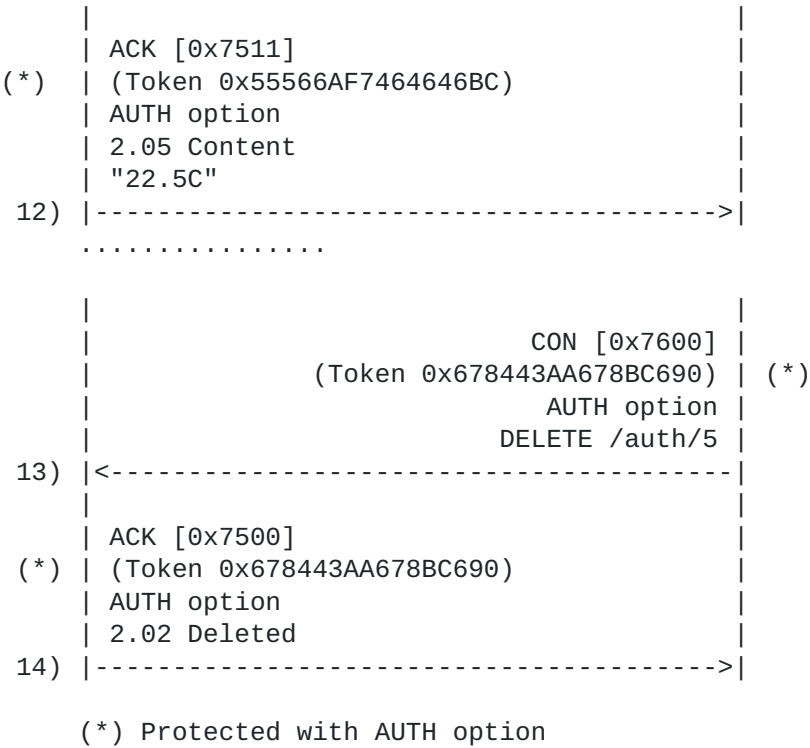 |                                          |
| ACK [0x7511]                             |
(*)  | (Token 0x55566AF7464646BC)               |
| AUTH option                              |
| 2.05 Content                             |
| "22.5C"                                  |
12) |---------------------------------------->|
................
|                                          |
|                             CON [0x7600] |
|               (Token 0x678443AA678BC690) | (*)
|                              AUTH option |
|                           DELETE /auth/5 |
13) |<----------------------------------------|
|                                          |
| ACK [0x7500]                             |
(*) | (Token 0x678443AA678BC690)               |
| AUTH option                              |
| 2.02 Deleted                             |
14) |---------------------------------------->|
(*) Protected with AUTH option